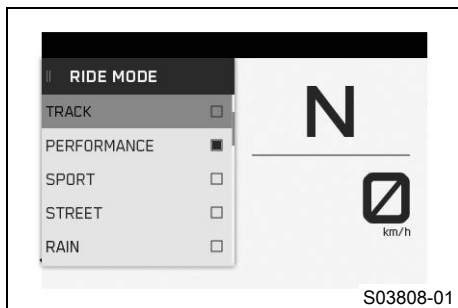 RIDE MODE
TRACK
PERFORMANCE
SPORT
STREET
RAIN
N
0
km/h
S03808-01